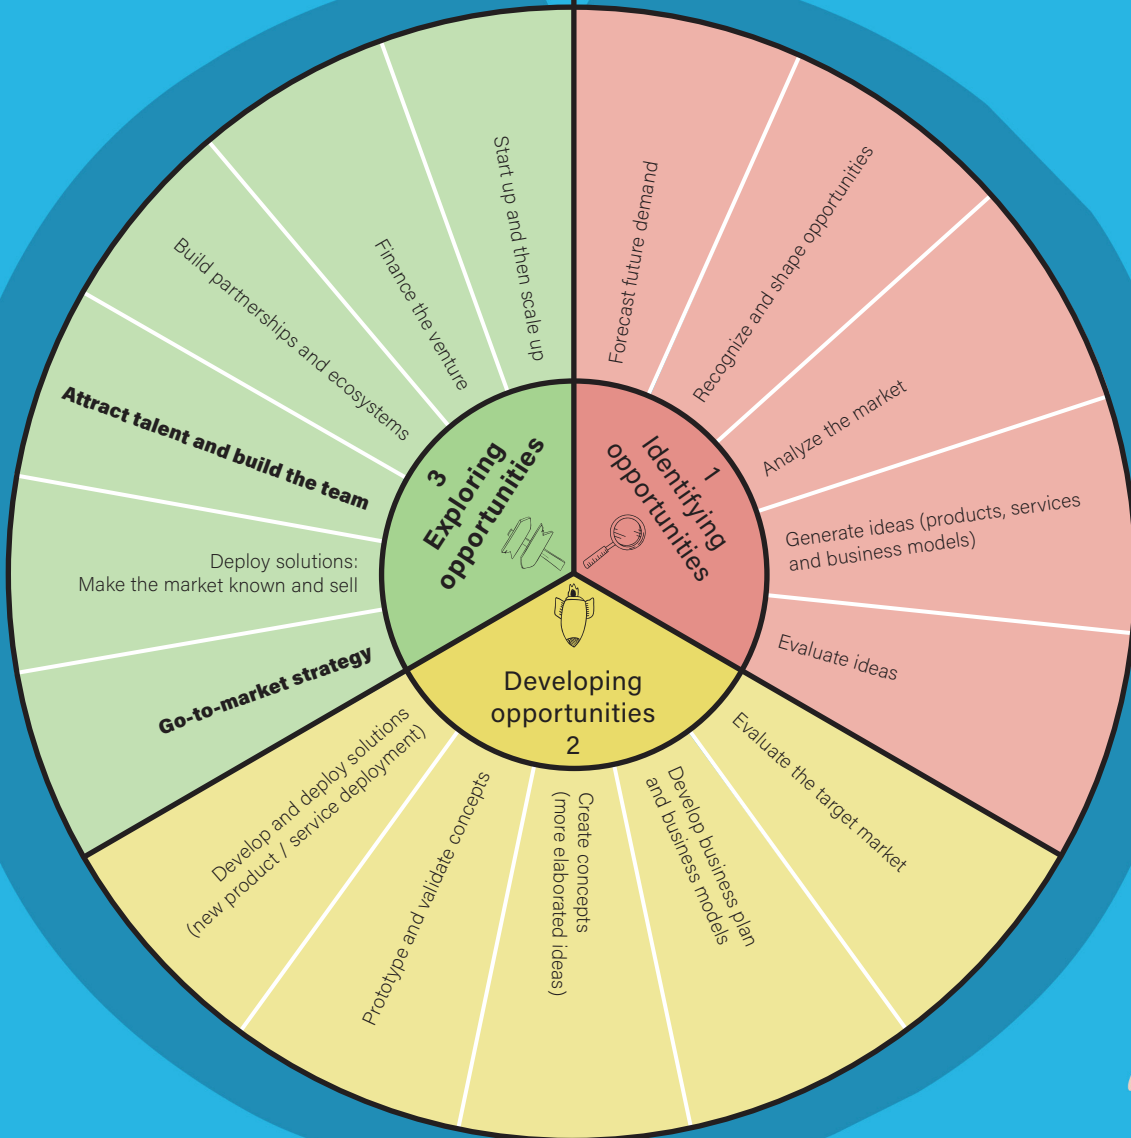 1
Identifying
opportunities
Forecast future demand
Recognize and shape opportunities
Analyze the market
Generate ideas (products, services
and business models)
Evaluate ideas
Developing
opportunities
2
Evaluate the target market
Develop business plan
and business models
Create concepts
(more elaborated ideas)
Prototype and validate concepts
Develop and deploy solutions
(new product / service deployment)
3
Exploring
opportunities
Go-to-market strategy
Deploy solutions:
Make the market known and sell
Attract talent and build the team
Build partnerships and ecosystems
Finance the venture
Start up and then scale up